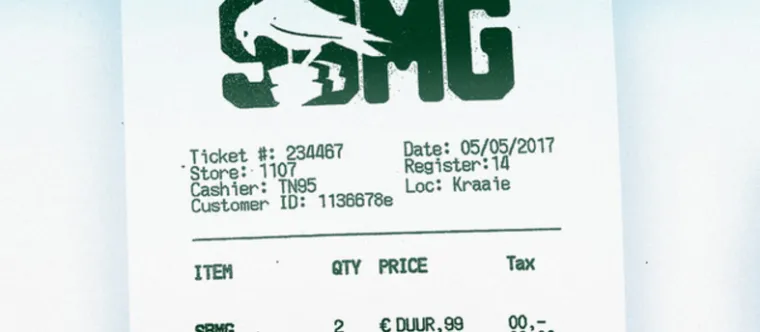 SBMG
Ticket #: 234467 Date: 05/05/2017
Store: 1107 Register:14
Cashier: TN95 Loc: Kraaie
Customer ID: 1136678e
ITEM QTY PRICE Tax
SBMG 2 € DUUR,99 00,-